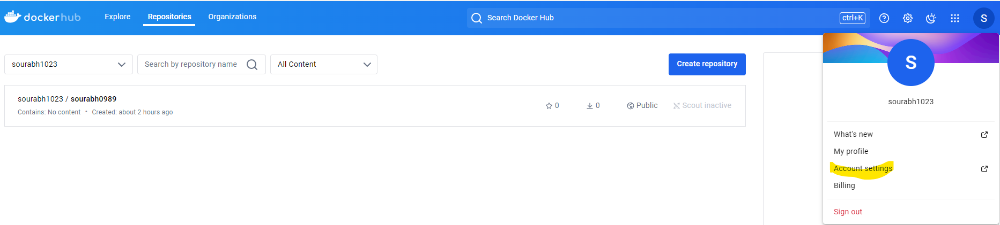 dockerhub Explore Repositories Organizations Search Docker Hub ctrl+K S
S
sourabh1023 Search by repository name All Content Create repository
sourabh1023
sourabh1023 / sourabh0989
Contains: No content • Created: about 2 hours ago
0 0 Public Scout inactive
What's new
My profile
Account settings
Billing
Sign out